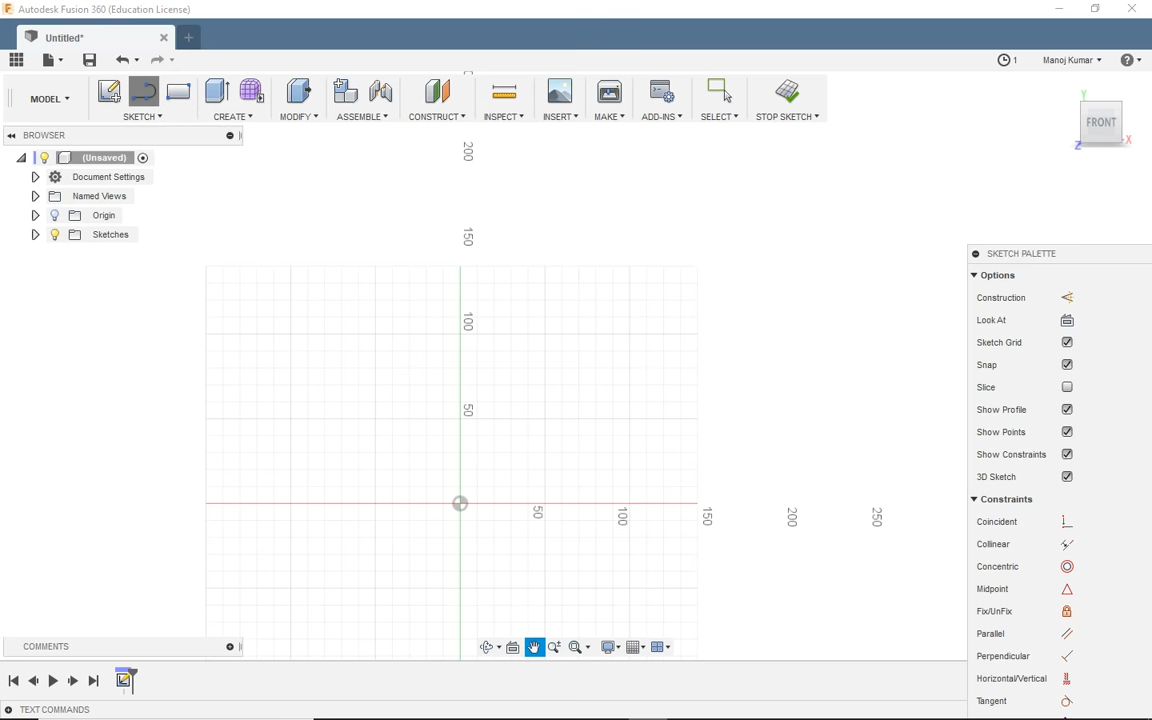 Autodesk Fusion 360 (Education License)
Untitled*
1
Manoj Kumar
MODEL
SKETCH
CREATE
MODIFY
ASSEMBLE
CONSTRUCT
INSPECT
INSERT
MAKE
ADD-INS
SELECT
STOP SKETCH
Y
FRONT
X
Z
BROWSER
(Unsaved)
Document Settings
Named Views
Origin
Sketches
200
150
100
50
50
100
150
200
250
SKETCH PALETTE
Options
Construction
Look At
Sketch Grid
Snap
Slice
Show Profile
Show Points
Show Constraints
3D Sketch
Constraints
Coincident
Collinear
Concentric
Midpoint
Fix/UnFix
Parallel
Perpendicular
Horizontal/Vertical
Tangent
COMMENTS
TEXT COMMANDS